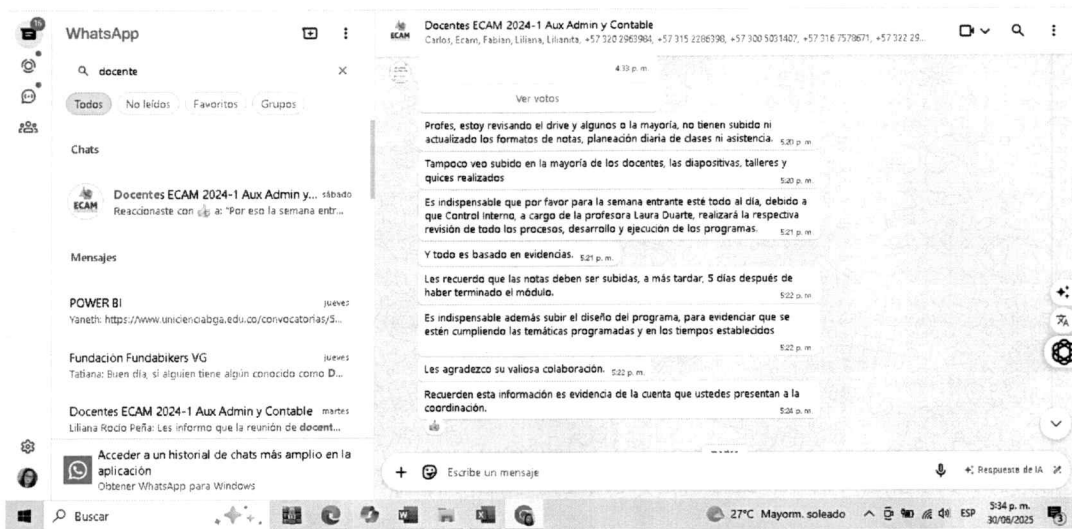 16
WhatsApp
docente
Todos
No leídos
Favoritos
Grupos
Chats
ECAM
Docentes ECAM 2024-1 Aux Admin y... sábado
Reaccionaste con 👍 a: "Por eso la semana entr...
Mensajes
POWER BI jueves
Yaneth: https://www.unicienciabga.edu.co/convocatorias/5...
Fundación Fundabikers VG jueves
Tatiana: Buen día, si alguien tiene algún conocido como D...
Docentes ECAM 2024-1 Aux Admin y Contable martes
Liliana Rocío Peña: Les informo que la reunión de docent...
Acceder a un historial de chats más amplio en la
aplicación
Obtener WhatsApp para Windows
ECAM
Docentes ECAM 2024-1 Aux Admin y Contable
Carlos, Ecam, Fabian, Liliana, Lilianita, +57 320 2963984, +57 315 2286398, +57 300 5031407, +57 316 7578671, +57 322 29...
4:33 p. m.
Ver votos
Profes, estoy revisando el drive y algunos o la mayoría, no tienen subido ni
actualizado los formatos de notas, planeación diaria de clases ni asistencia. 5:20 p. m.
Tampoco veo subido en la mayoría de los docentes, las diapositivas, talleres y
quices realizados 5:20 p. m.
Es indispensable que por favor para la semana entrante esté todo al día, debido a
que Control Interno, a cargo de la profesora Laura Duarte, realizará la respectiva
revisión de todo los procesos, desarrollo y ejecución de los programas. 5:21 p. m.
Y todo es basado en evidencias. 5:21 p. m.
Les recuerdo que las notas deben ser subidas, a más tardar, 5 días después de
haber terminado el módulo. 5:22 p. m.
Es indispensable además subir el diseño del programa, para evidenciar que se
estén cumpliendo las temáticas programadas y en los tiempos establecidos
5:22 p. m.
Les agradezco su valiosa colaboración. 5:22 p. m.
Recuerden esta información es evidencia de la cuenta que ustedes presentan a la
coordinación. 5:24 p. m.
Escribe un mensaje
Respuesta de IA
Buscar
27°C Mayorm. soleado
ESP
5:34 p. m.
30/06/2025
3